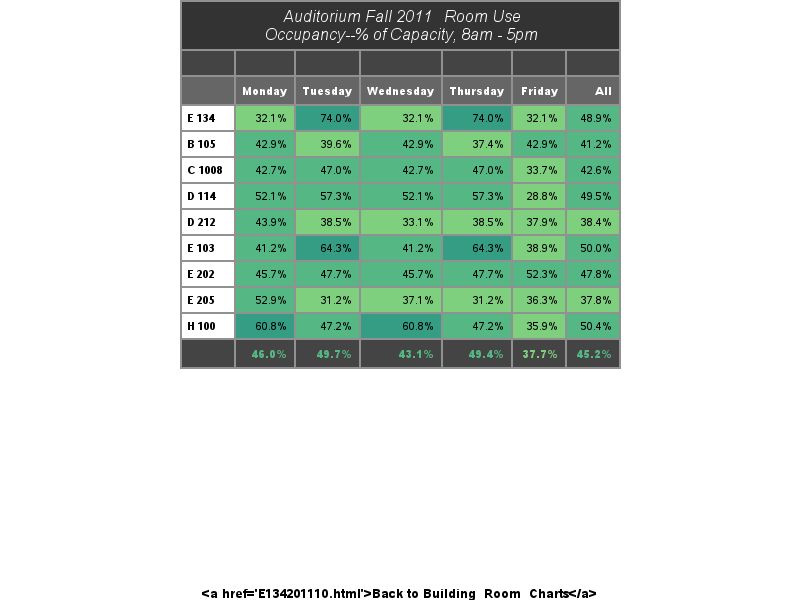 Auditorium Fall 2011 Room Use
Occupancy--% of Capacity, 8am - 5pm
Monday Tuesday Wednesday Thursday Friday All
E 134 32.1% 74.0% 32.1% 74.0% 32.1% 48.9%
B 105 42.9% 39.6% 42.9% 37.4% 42.9% 41.2%
C 1008 42.7% 47.0% 42.7% 47.0% 33.7% 42.6%
D 114 52.1% 57.3% 52.1% 57.3% 28.8% 49.5%
D 212 43.9% 38.5% 33.1% 38.5% 37.9% 38.4%
E 103 41.2% 64.3% 41.2% 64.3% 38.9% 50.0%
E 202 45.7% 47.7% 45.7% 47.7% 52.3% 47.8%
E 205 52.9% 31.2% 37.1% 31.2% 36.3% 37.8%
H 100 60.8% 47.2% 60.8% 47.2% 35.9% 50.4%
46.0% 49.7% 43.1% 49.4% 37.7% 45.2%
<a href='E134201110.html'>Back to Building Room Charts</a>